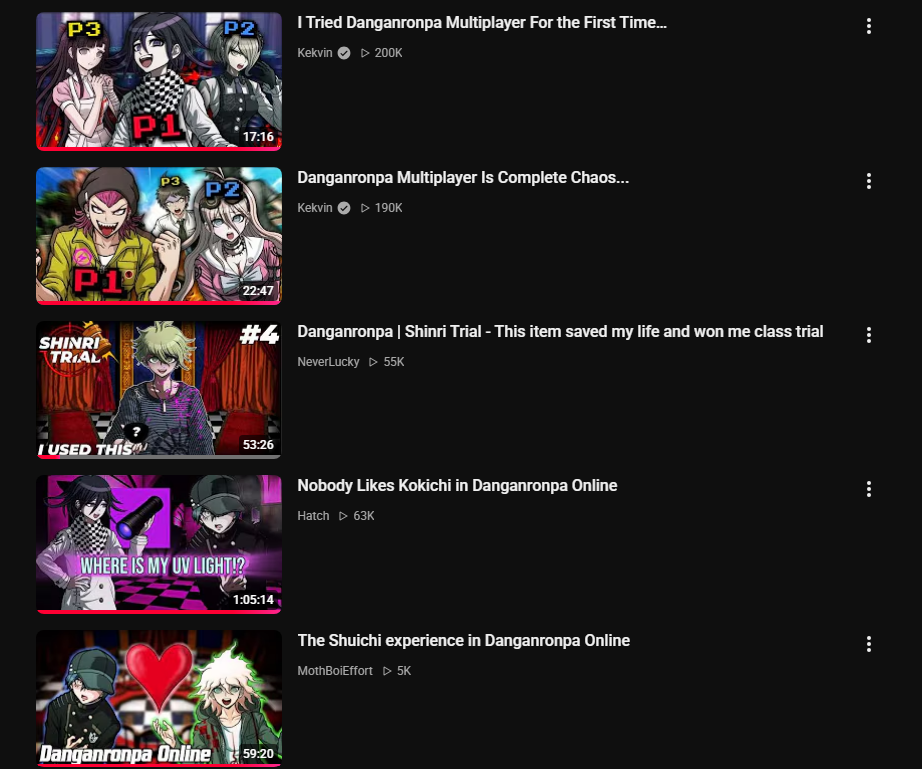 P3
P2
P1
17:16
I Tried Danganronpa Multiplayer For the First Time...
Kekvin 200K
P3
P2
P1
22:47
Danganronpa Multiplayer Is Complete Chaos...
Kekvin 190K
SHINRI
TRIAL
#4
?
I USED THIS
53:26
Danganronpa | Shinri Trial - This item saved my life and won me class trial
NeverLucky 55K
WHERE IS MY UV LIGHT!?
1:05:14
Nobody Likes Kokichi in Danganronpa Online
Hatch 63K
Danganronpa Online
59:20
The Shuichi experience in Danganronpa Online
MothBoiEffort 5K